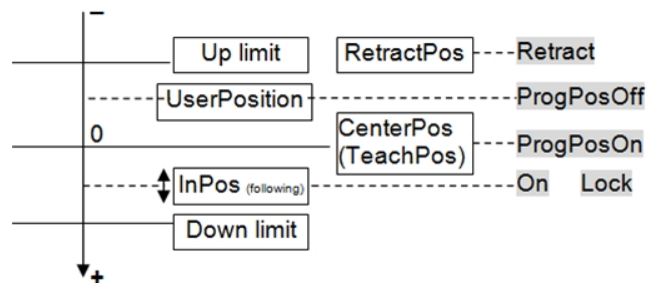 −
Up limit RetractPos Retract
UserPosition ProgPosOff
0 CenterPos
(TeachPos) ProgPosOn
InPos (following) On Lock
Down limit
+